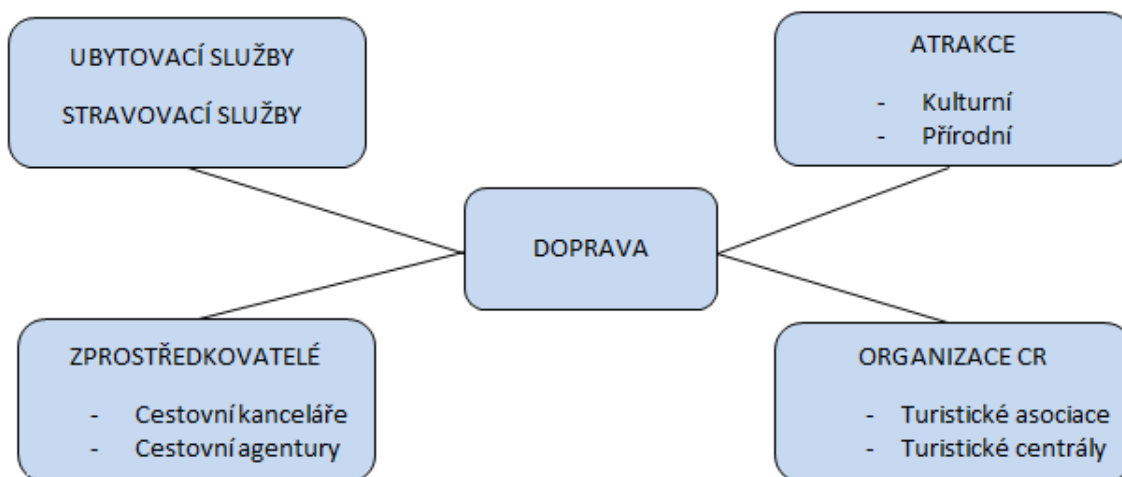 UBYTOVACÍ SLUŽBY
STRAVOVACÍ SLUŽBY
ATRAKCE
- Kulturní
- Přírodní
DOPRAVA
ZPROSTŘEDKOVATELÉ
- Cestovní kanceláře
- Cestovní agentury
ORGANIZACE CR
- Turistické asociace
- Turistické centrály